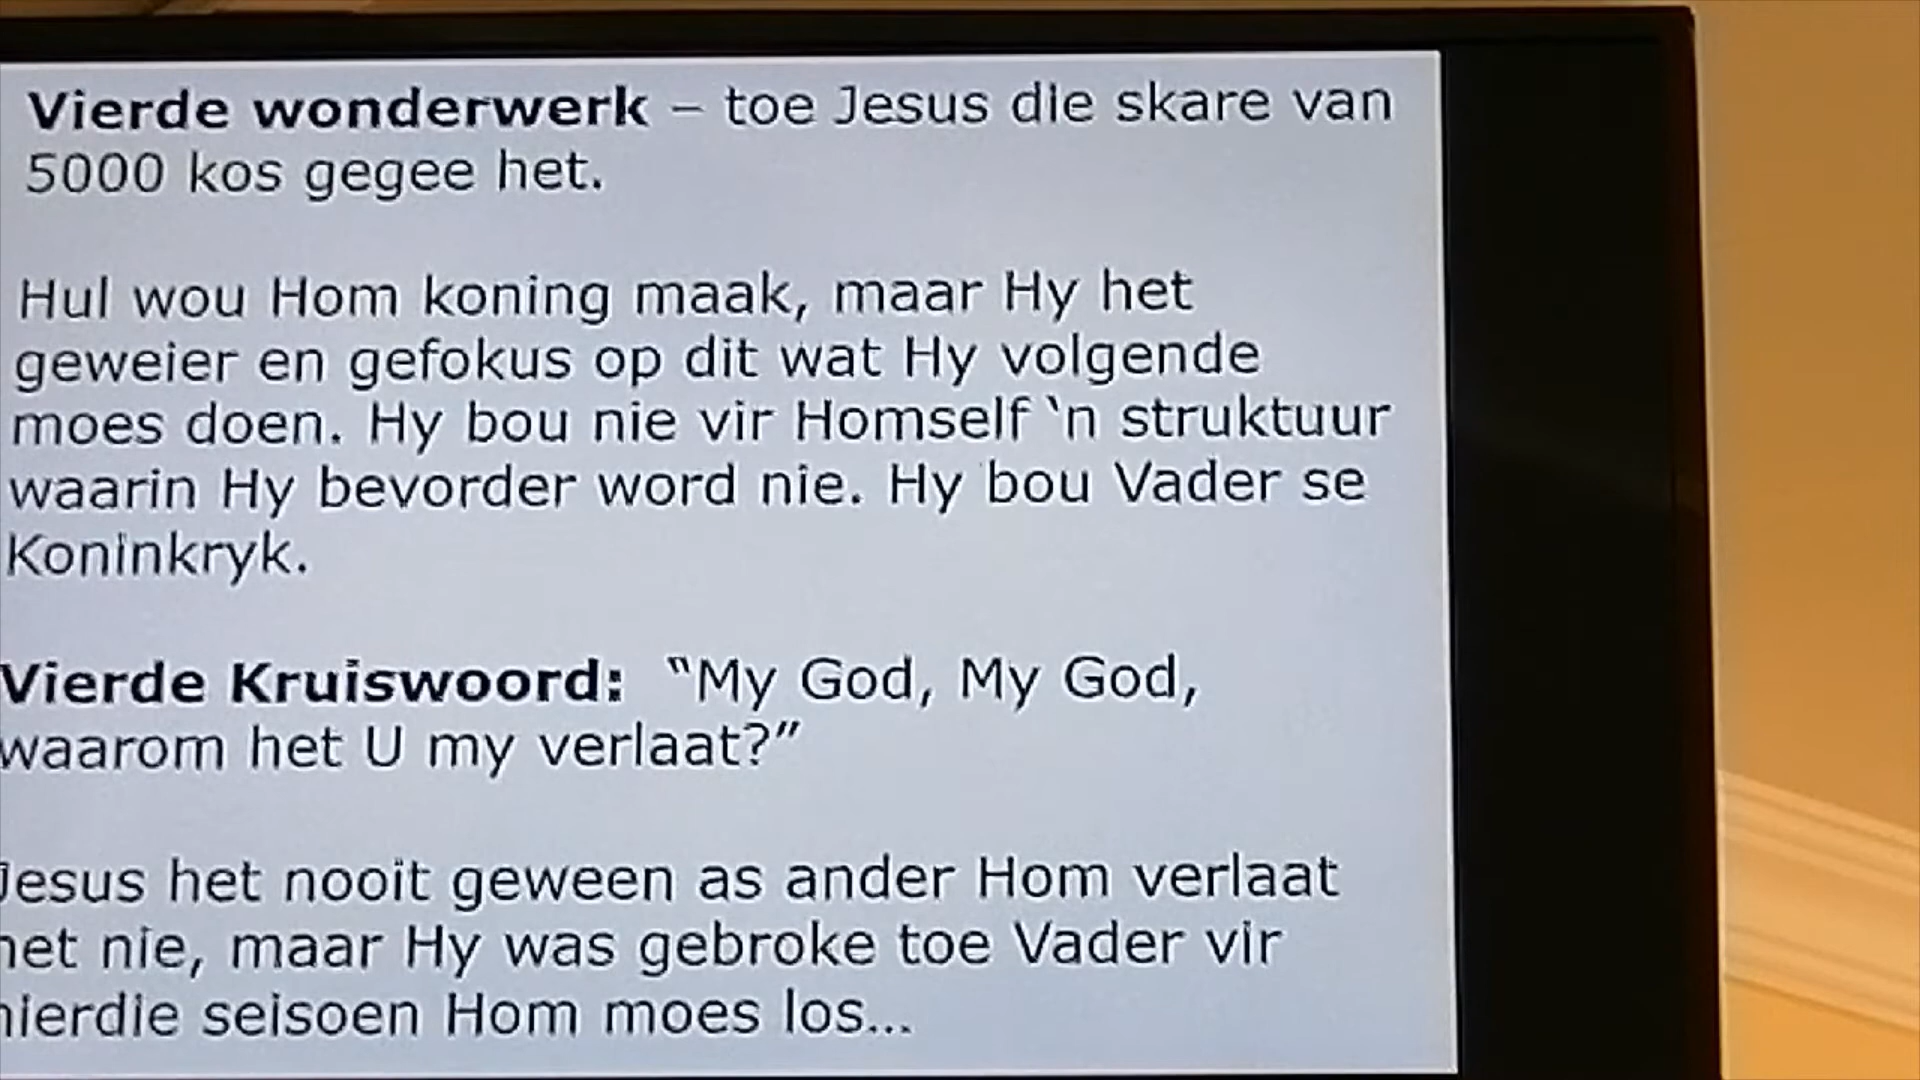 Vierde wonderwerk – toe Jesus die skare van
5000 kos gegee het.
Hul wou Hom koning maak, maar Hy het
geweier en gefokus op dit wat Hy volgende
moes doen. Hy bou nie vir Homself ‘n struktuur
waarin Hy bevorder word nie. Hy bou Vader se
Koninkryk.
Vierde Kruiswoord: “My God, My God,
waarom het U my verlaat?”
Jesus het nooit geween as ander Hom verlaat
het nie, maar Hy was gebroke toe Vader vir
hierdie seisoen Hom moes los...